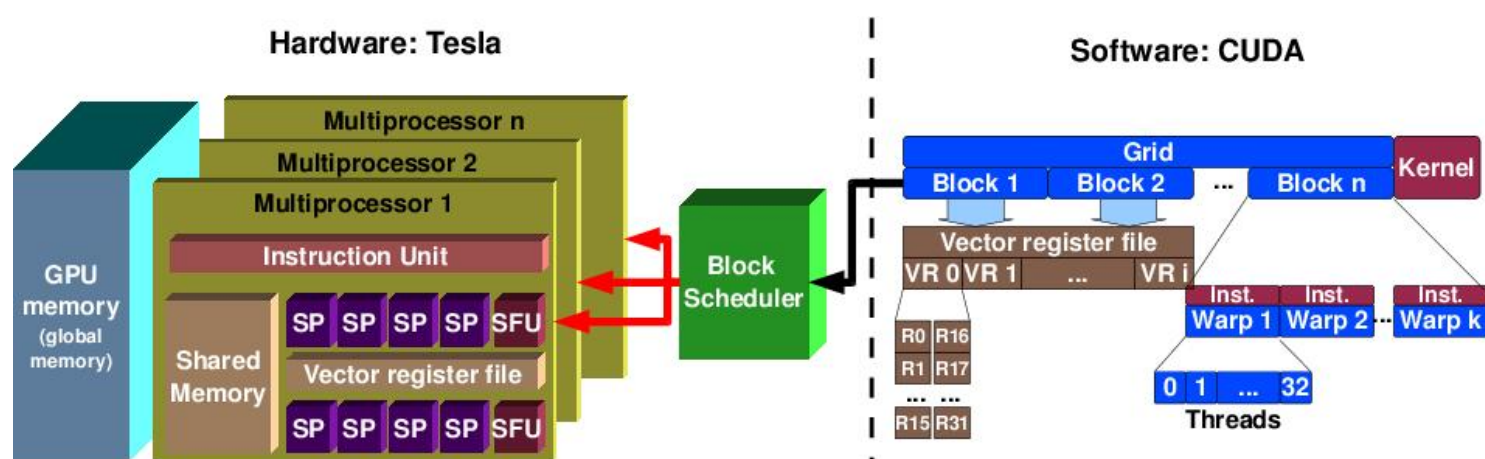 Hardware: Tesla
Multiprocessor n
Multiprocessor 2
Multiprocessor 1
Instruction Unit
GPU
memory
(global
memory)
Shared
Memory
SP SP SP SP SFU
Vector register file
SP SP SP SP SFU
Block
Scheduler
Software: CUDA
Grid
Kernel
Block 1 Block 2 ... Block n
Vector register file
VR 0 VR 1 ... VR i
R0 R16
R1 R17
... ...
R15 R31
Inst. Inst. Inst.
Warp 1 Warp 2 ... Warp k
0 1 ... 32
Threads